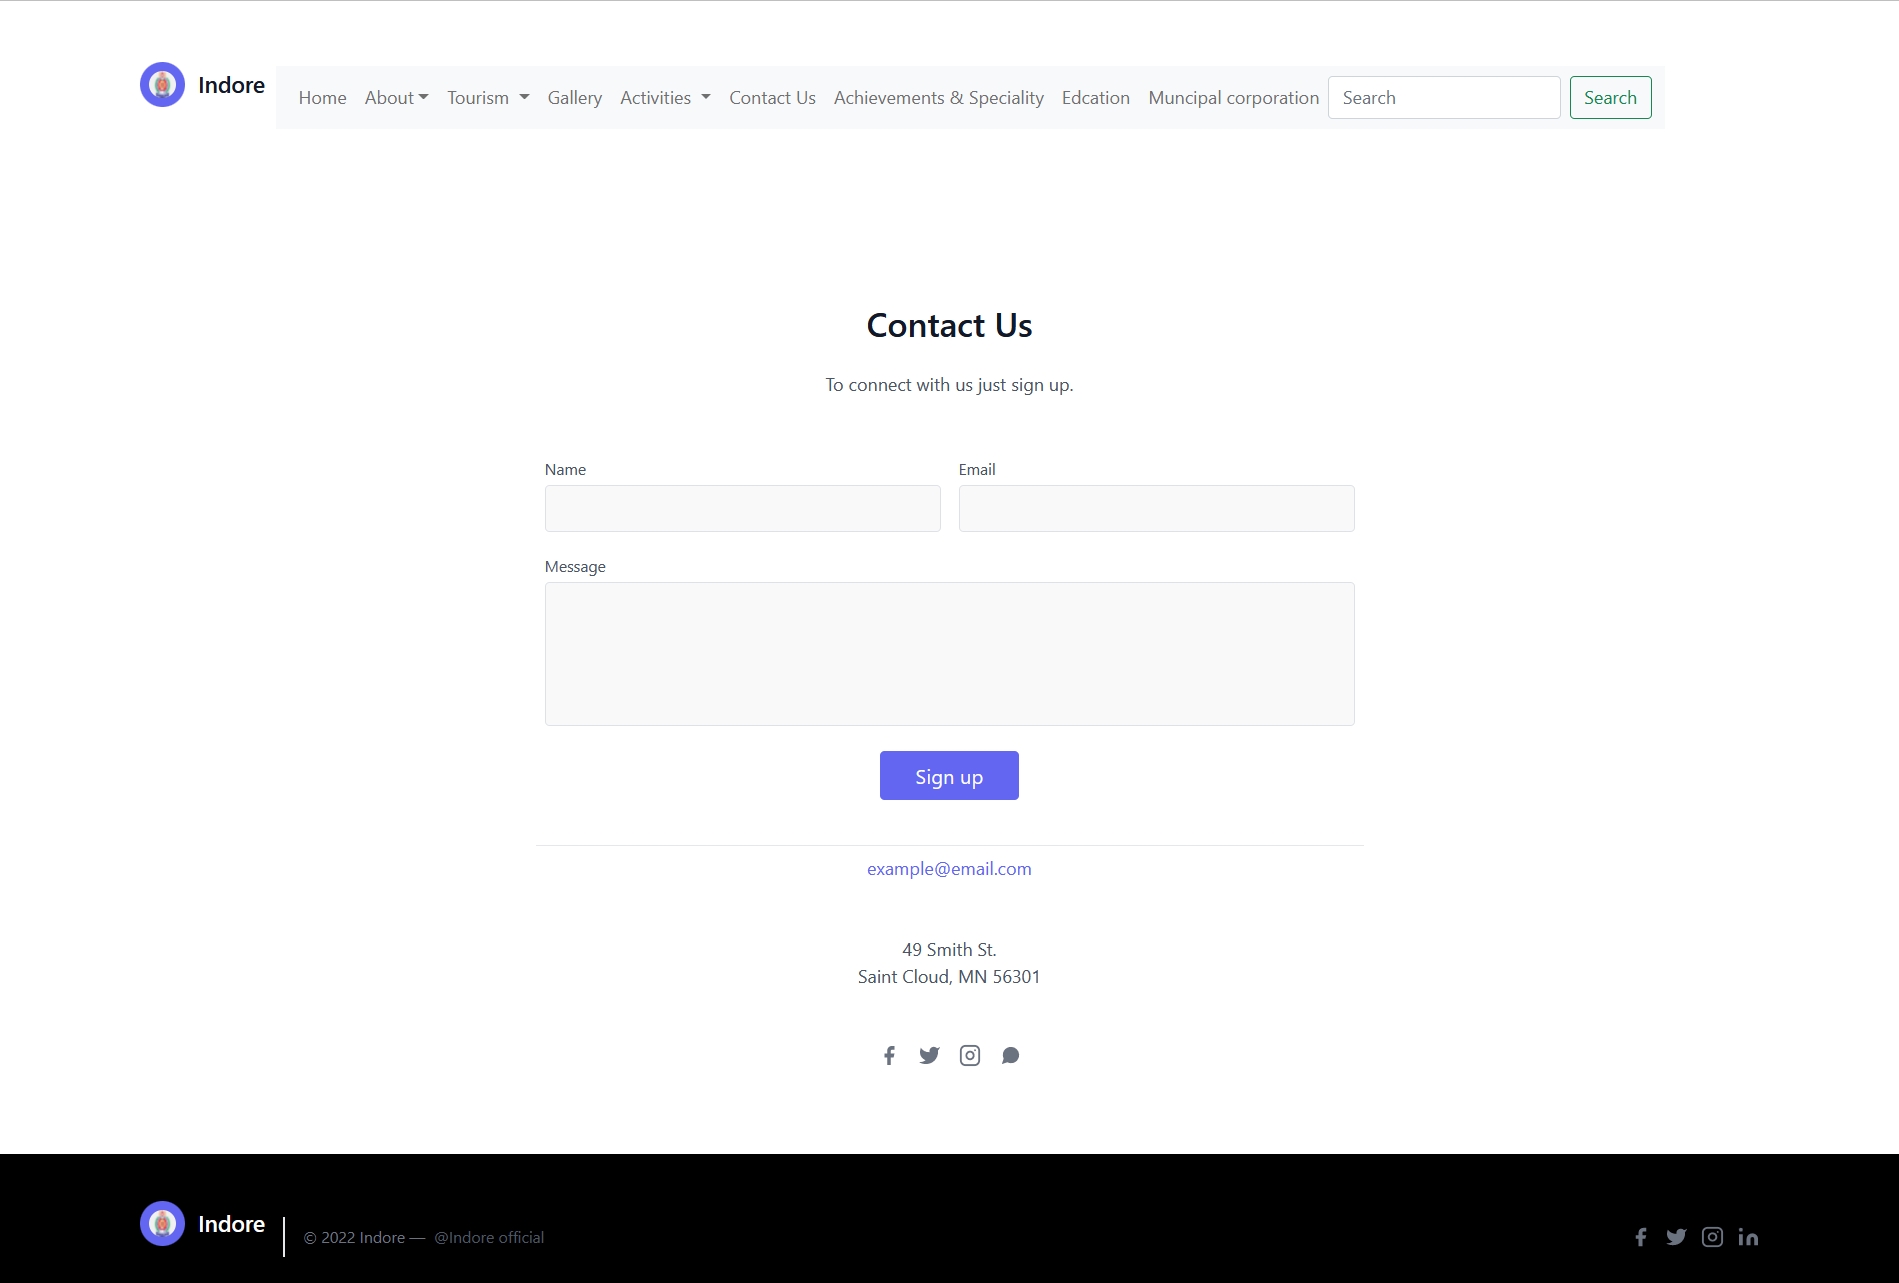 Indore
Home About Tourism Gallery Activities Contact Us Achievements & Speciality Edcation Muncipal corporation Search Search
Contact Us
To connect with us just sign up.
Name Email
Message
Sign up
example@email.com
49 Smith St.
Saint Cloud, MN 56301
Indore
© 2022 Indore — @Indore official